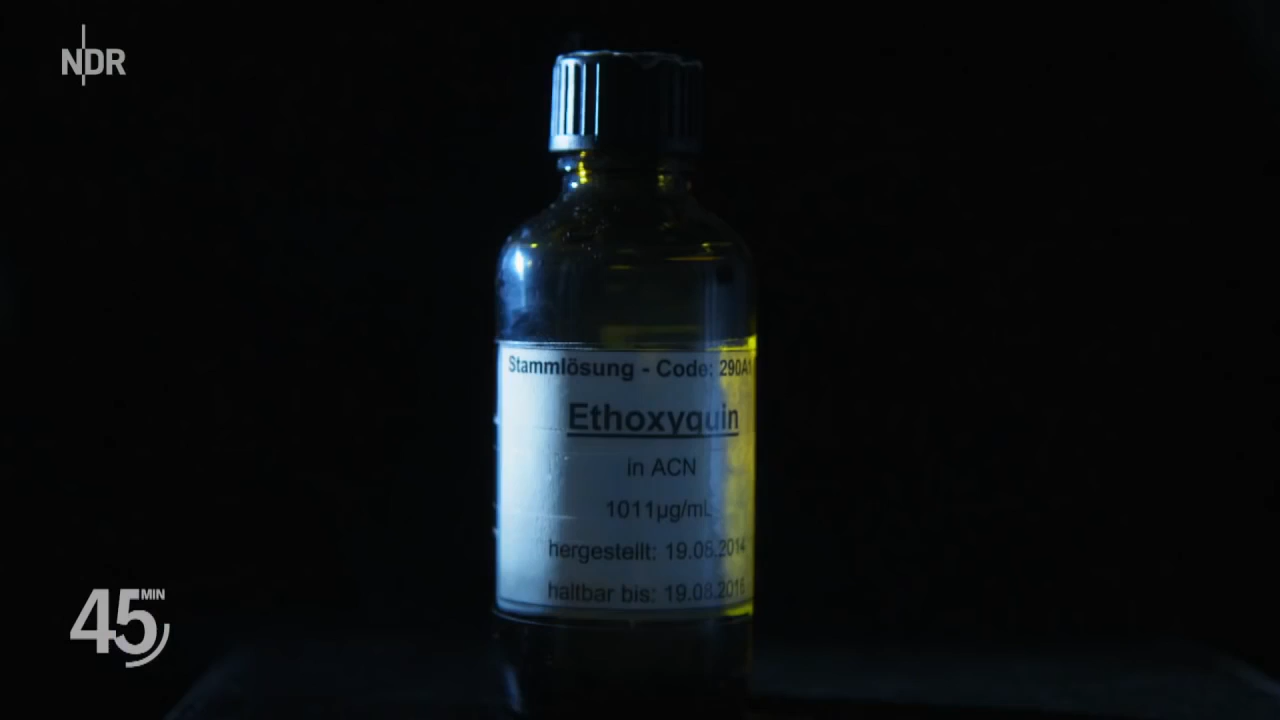 NDR
Stammlösung - Code: 290A1
Ethoxyquin
in ACN
1011µg/mL
hergestellt: 19.08.2014
haltbar bis: 19.08.2016
45 MIN